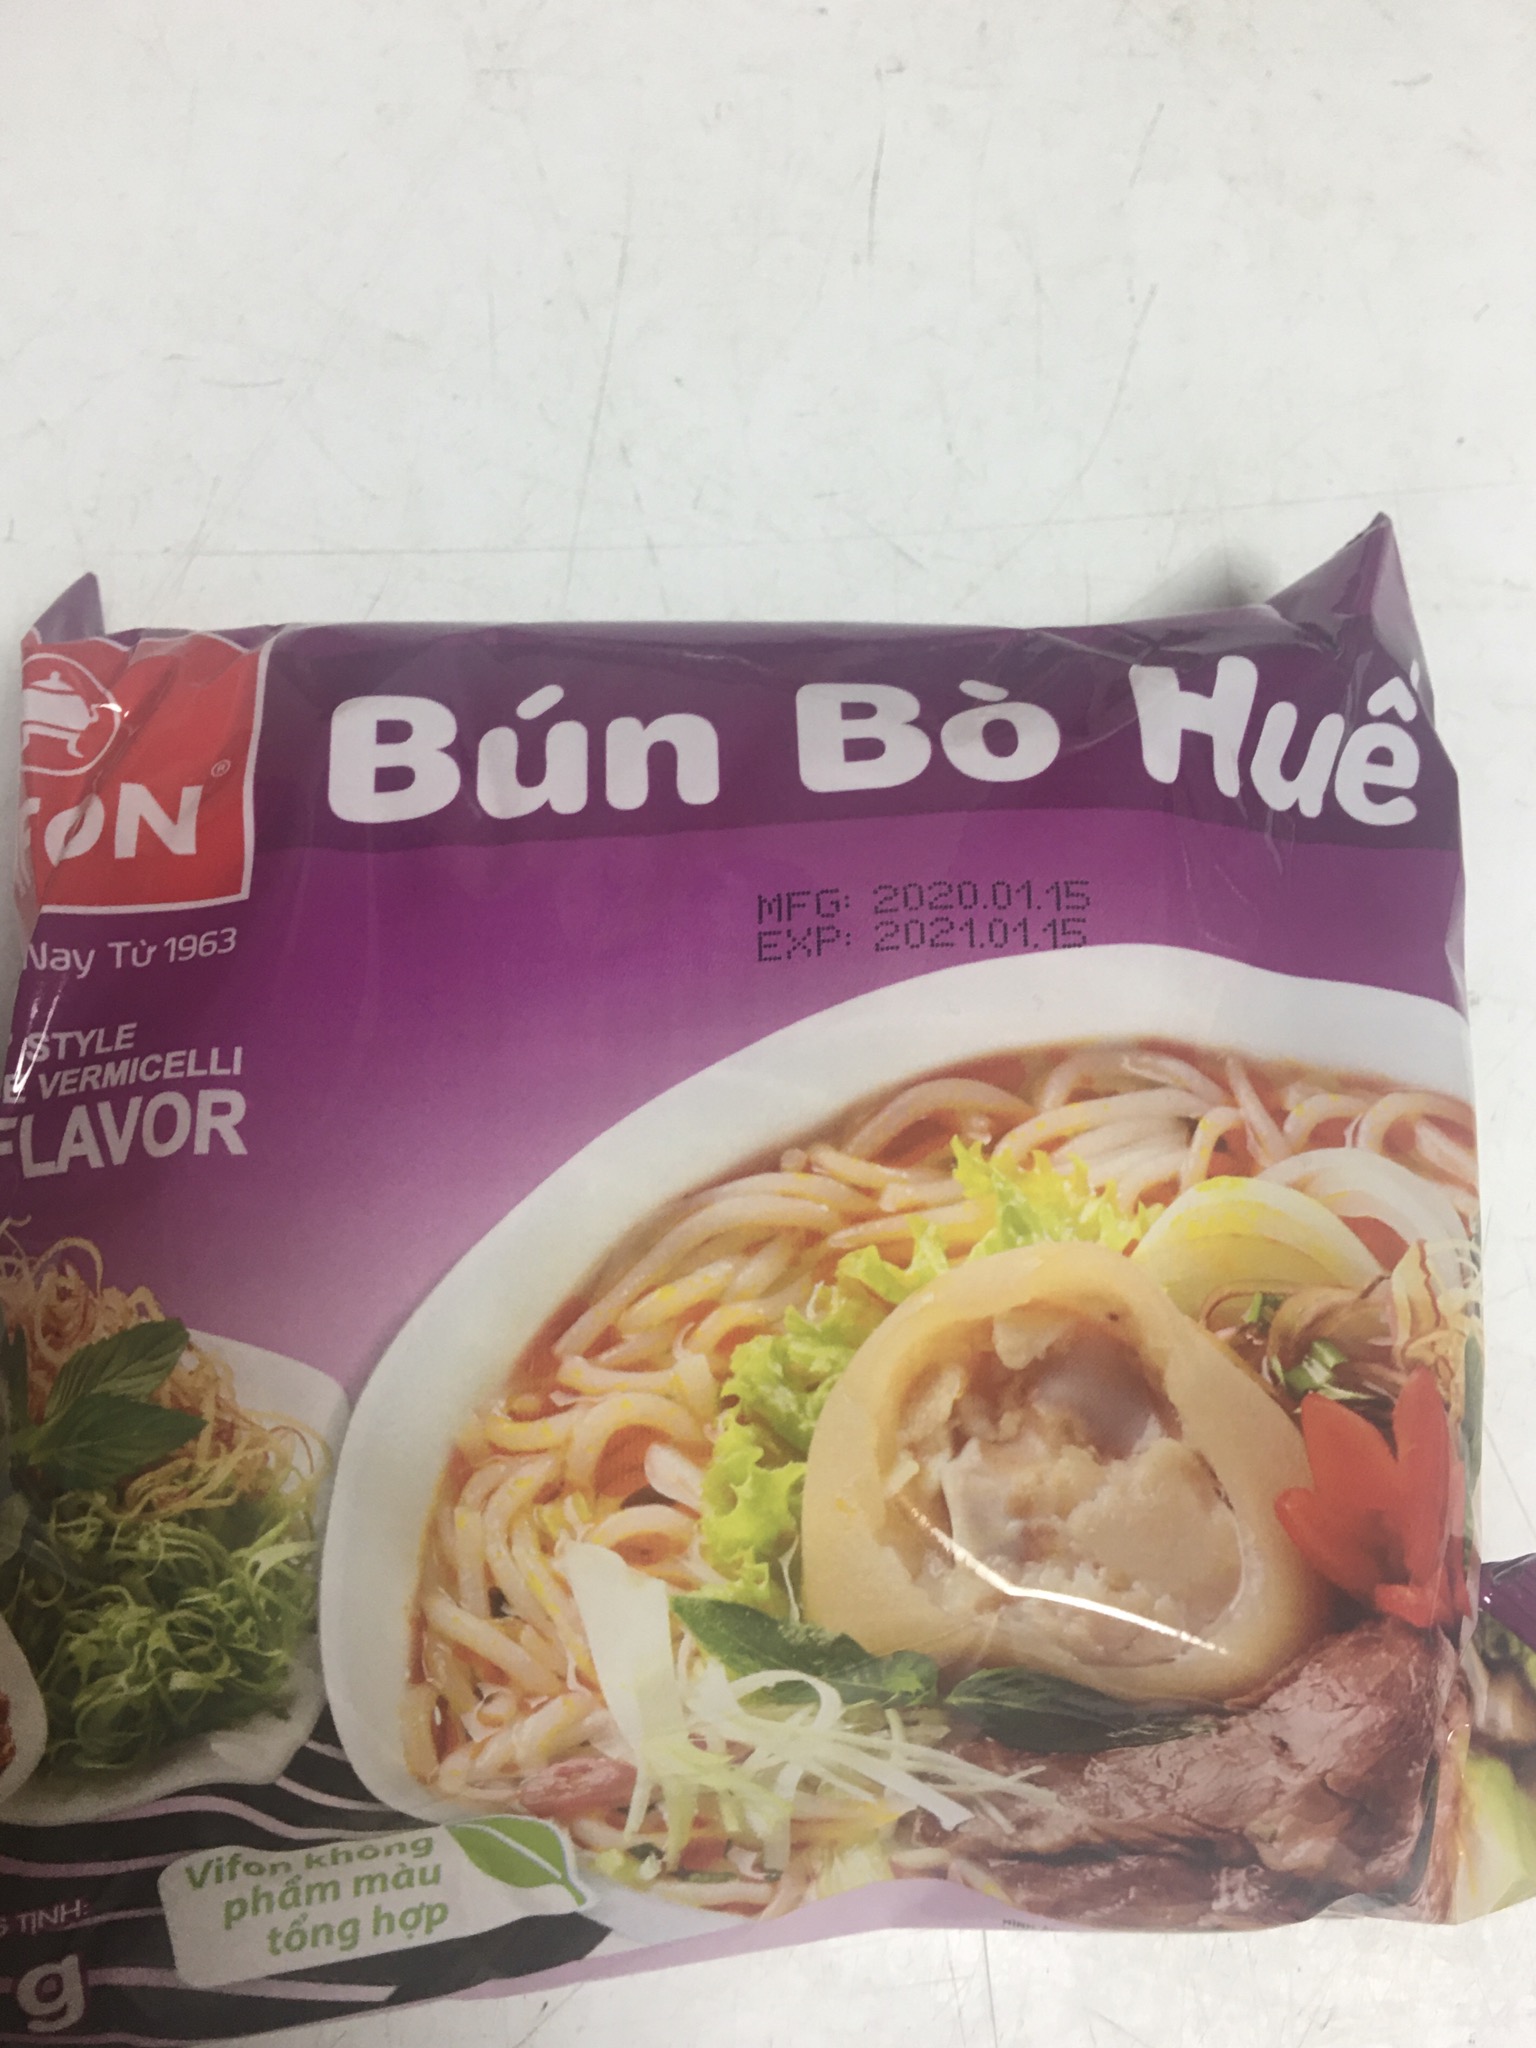 Bún Bò Huế
ON®
MFG: 2020.01.15
EXP: 2021.01.15
Nay Từ 1963
STYLE
VERMICELLI
FLAVOR
Vifon không
phẩm màu
tổng hợp
TỊNH:
g